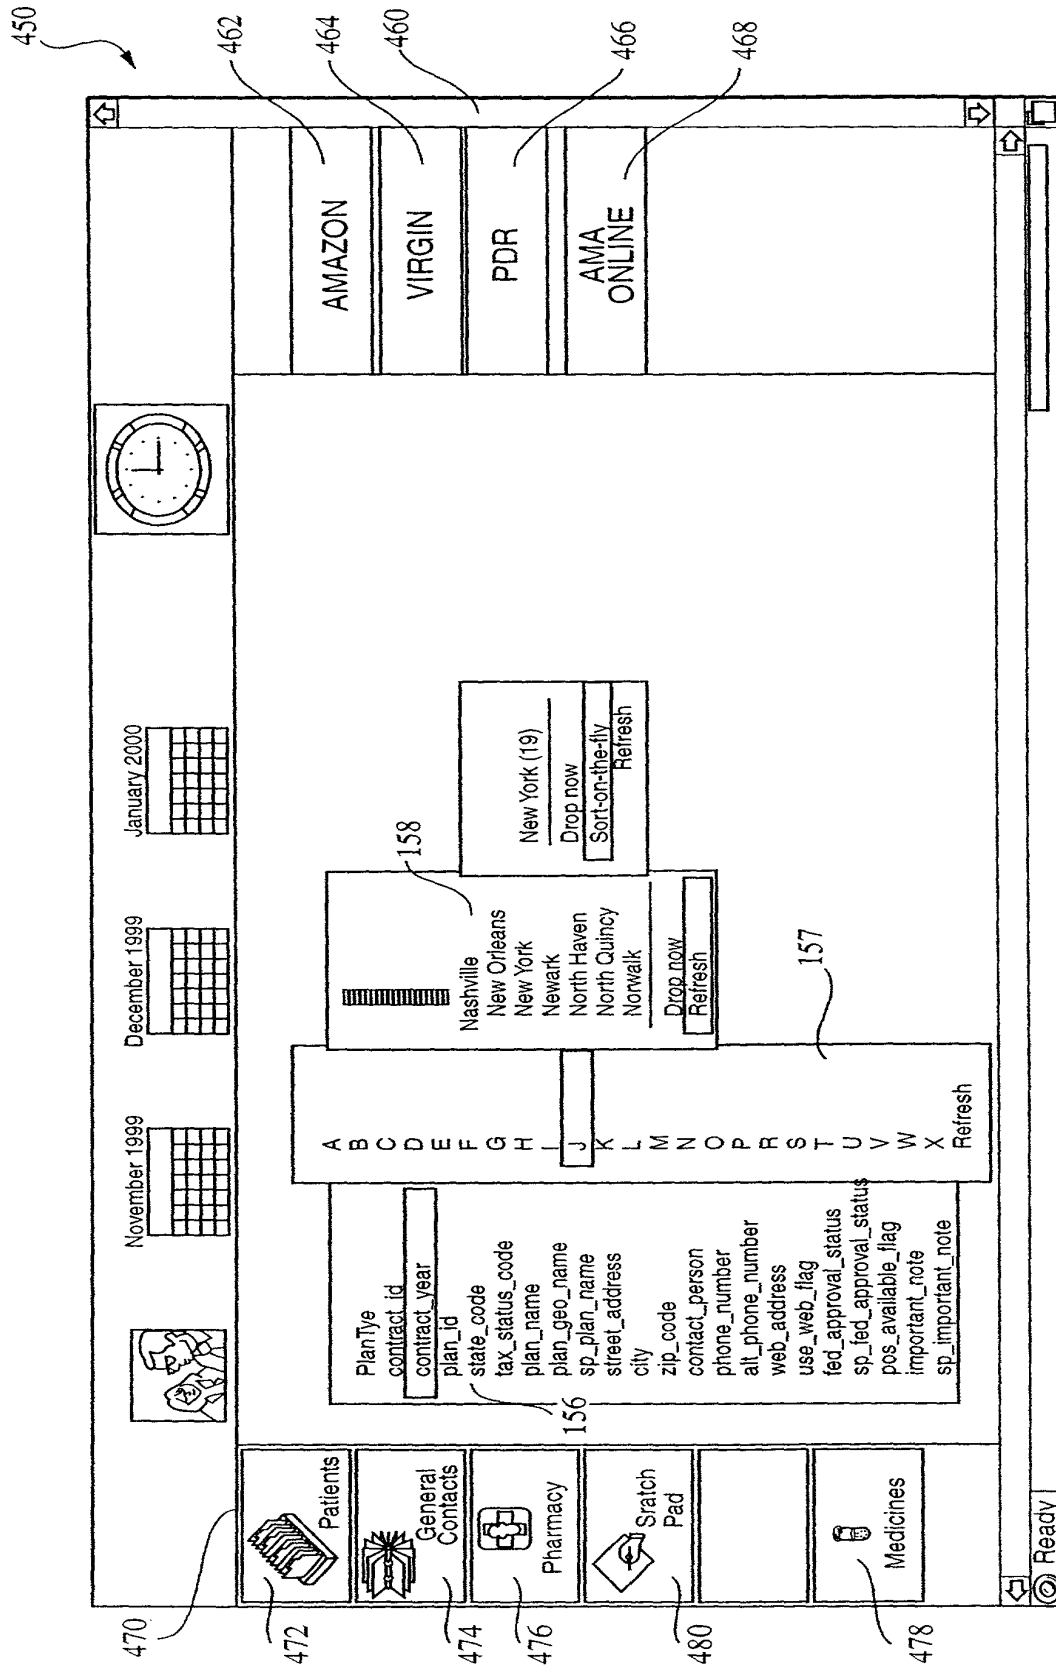 450
November 1999
December 1999
January 2000
470
472
Patients
474
General
Contacts
476
Pharmacy
480
Sratch
Pad
478
Medicines
PlanTye
contract_id
contract_year
plan_id
state_code
tax_status_code
plan_name
plan_geo_name
sp_plan_name
street_address
city
zip_code
contact_person
phone_number
alt_phone_number
web_address
use_web_flag
fed_approval_status
sp_fed_approval_status
pos_available_flag
important_note
sp_important_note
156
A
B
C
D
E
F
G
H
I
J
K
L
M
N
O
P
R
S
T
U
V
W
X
Refresh
157
Nashville
New Orleans
New York
Newark
North Haven
North Quincy
Norwalk
Drop now
Refresh
158
New York (19)
Drop now
Sort-on-the-fly
Refresh
AMAZON
VIRGIN
PDR
AMA
ONLINE
462
464
460
466
468
Ready